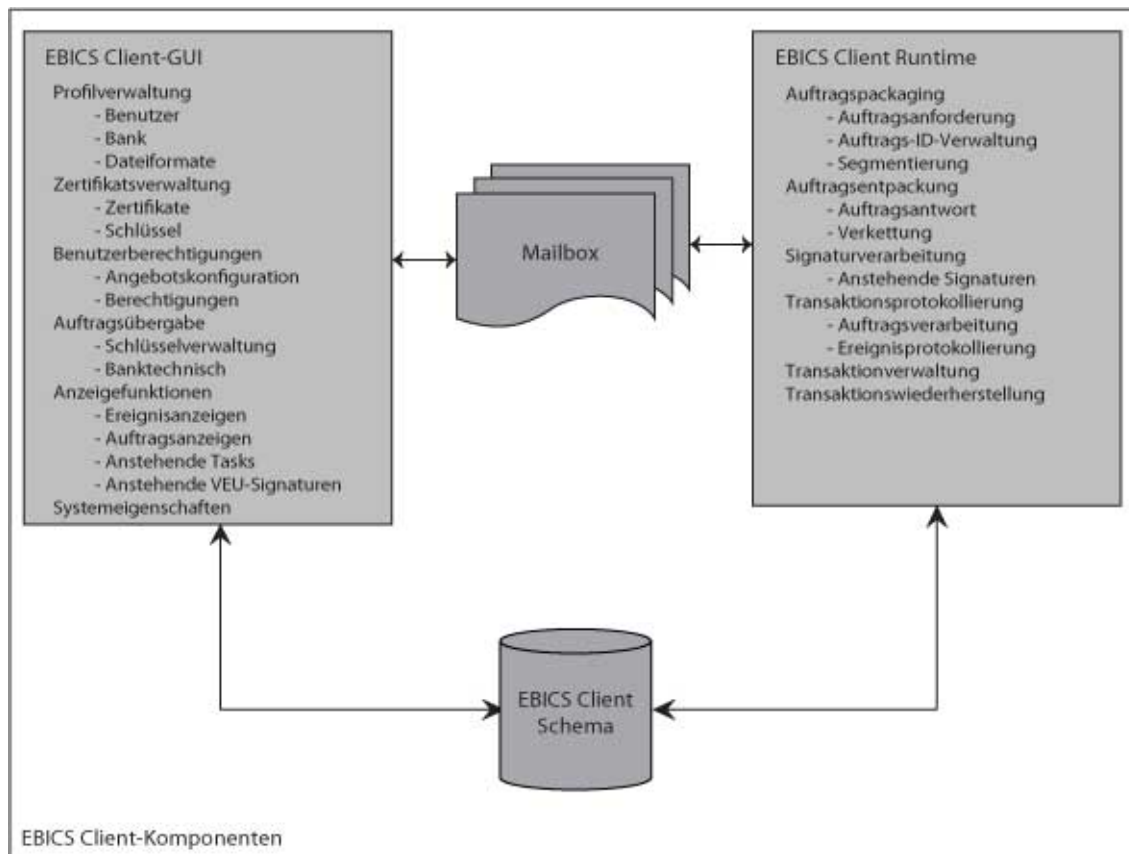 EBICS Client-GUI
Profilverwaltung
- Benutzer
- Bank
- Dateiformate
Zertifikatsverwaltung
- Zertifikate
- Schlüssel
Benutzerberechtigungen
- Angebotskonfiguration
- Berechtigungen
Auftragsübergabe
- Schlüsselverwaltung
- Banktechnisch
Anzeigefunktionen
- Ereignisanzeigen
- Auftragsanzeigen
- Anstehende Tasks
- Anstehende VEU-Signaturen
Systemeigenschaften
Mailbox
EBICS Client Runtime
Auftragspackaging
- Auftragsanforderung
- Auftrags-ID-Verwaltung
- Segmentierung
Auftragsentpackung
- Auftragsantwort
- Verkettung
Signaturverarbeitung
- Anstehende Signaturen
Transaktionsprotokollierung
- Auftragsverarbeitung
- Ereignisprotokollierung
Transaktionverwaltung
Transaktionswiederherstellung
EBICS Client
Schema
EBICS Client-Komponenten